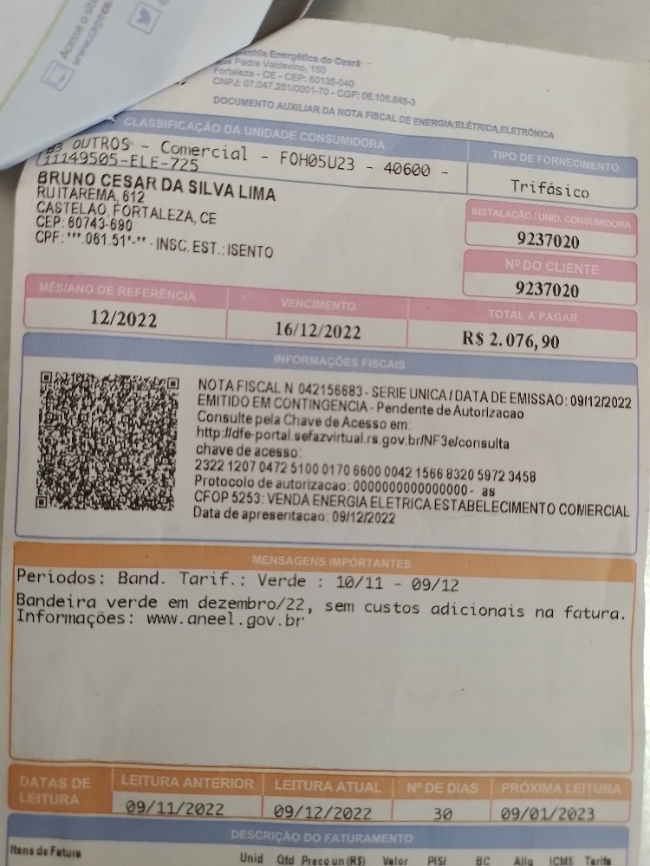 Acesse o site
www.cagece.
Energética do Ceará
Padre Valdevino, 150
Fortaleza - CE - CEP: 60135-040
CNPJ: 07.047.251/0001-70 - CGF: 06.105.848-3
DOCUMENTO AUXILIAR DA NOTA FISCAL DE ENERGIA ELÉTRICA ELETRÔNICA
CLASSIFICAÇÃO DA UNIDADE CONSUMIDORA
B3 OUTROS - Comercial - FOH05U23 - 40600 -
11149505-ELE-725
TIPO DE FORNECIMENTO
Trifásico
BRUNO CESAR DA SILVA LIMA
RU ITAREMA, 612
CASTELAO, FORTALEZA, CE
CEP: 60743-690
CPF: ***.061.51*-** - INSC. EST.: ISENTO
INSTALAÇÃO / UNID. CONSUMIDORA
9237020
Nº DO CLIENTE
9237020
MÊS/ANO DE REFERÊNCIA VENCIMENTO TOTAL A PAGAR
12/2022 16/12/2022 R$ 2.076,90
INFORMAÇÕES FISCAIS
NOTA FISCAL N 042156683 - SERIE UNICA / DATA DE EMISSAO: 09/12/2022
EMITIDO EM CONTINGENCIA - Pendente de Autorizacao
Consulte pela Chave de Acesso em:
http://dfe-portal.sefazvirtual.rs.gov.br/NF3e/consulta
chave de acesso:
2322 1207 0472 5100 0170 6600 0042 1566 8320 5972 3458
Protocolo de autorizacao: 0000000000000000 - as
CFOP 5253: VENDA ENERGIA ELETRICA ESTABELECIMENTO COMERCIAL
Data de apresentacao: 09/12/2022
MENSAGENS IMPORTANTES
Períodos: Band. Tarif.: Verde : 10/11 - 09/12
Bandeira verde em dezembro/22, sem custos adicionais na fatura.
Informações: www.aneel.gov.br
DATAS DE LEITURA
LEITURA ANTERIOR LEITURA ATUAL Nº DE DIAS PRÓXIMA LEITURA
09/11/2022 09/12/2022 30 09/01/2023
DESCRIÇÃO DO FATURAMENTO
Itens de Fatura Unid Qtd Preço un (R$) Valor PIS/ BC Aliq ICMS Tarifa